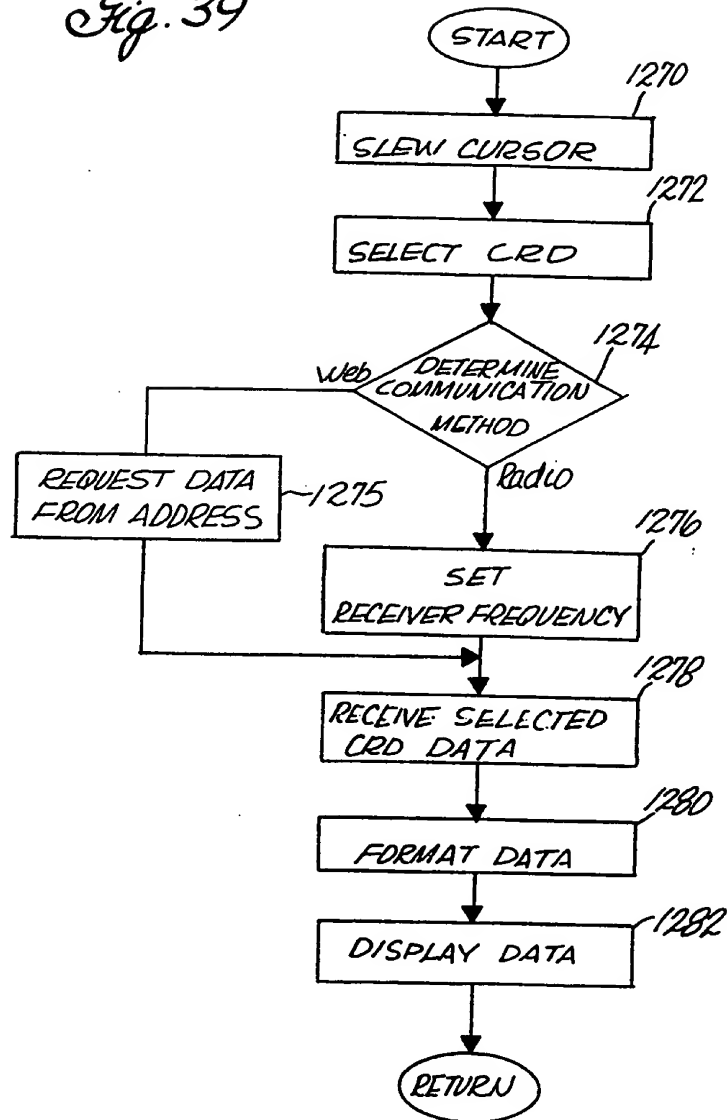 Fig. 39
START
1270
SLEW CURSOR
1272
SELECT CRD
1274
Web
DETERMINE
COMMUNICATION
METHOD
Radio
REQUEST DATA
FROM ADDRESS
1275
1276
SET
RECEIVER FREQUENCY
1278
RECEIVE SELECTED
CRD DATA
1280
FORMAT DATA
1282
DISPLAY DATA
RETURN